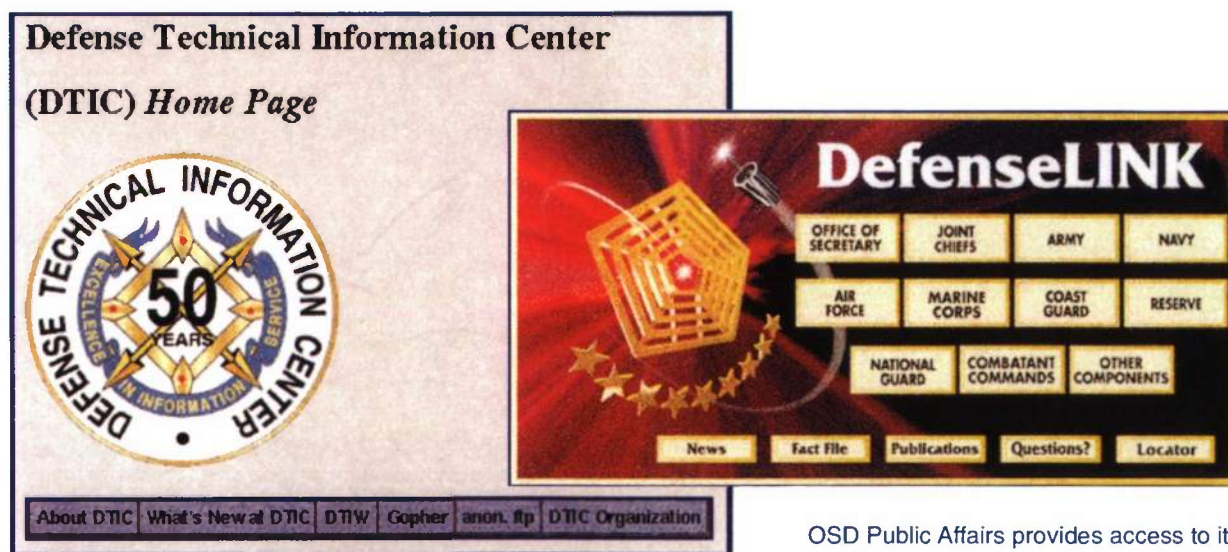 Defense Technical Information Center
(DTIC) Home Page
DEFENSE TECHNICAL INFORMATION CENTER
50
YEARS
EXCELLENCE IN INFORMATION SERVICE
About DTIC What's New at DTIC DTIW Gopher anon. ftp DTIC Organization
DefenseLINK
OFFICE OF SECRETARY
JOINT CHIEFS
ARMY
NAVY
AIR FORCE
MARINE CORPS
COAST GUARD
RESERVE
NATIONAL GUARD
COMBATANT COMMANDS
OTHER COMPONENTS
News
Fact File
Publications
Questions?
Locator
OSD Public Affairs provides access to it